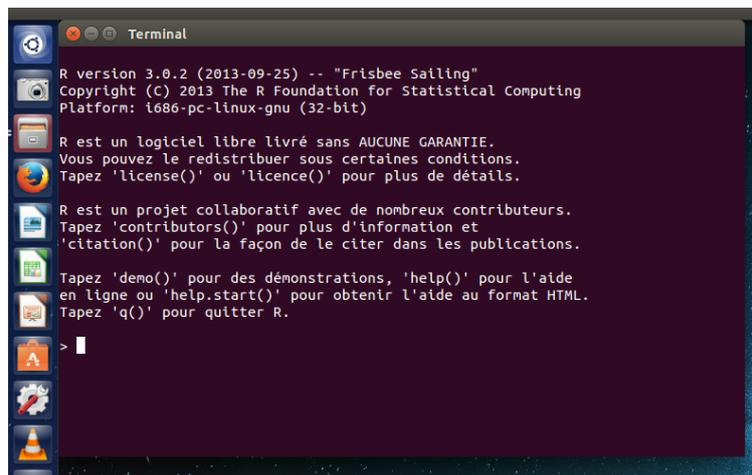 Terminal
R version 3.0.2 (2013-09-25) -- "Frisbee Sailing"
Copyright (C) 2013 The R Foundation for Statistical Computing
Platform: i686-pc-linux-gnu (32-bit)
R est un logiciel libre livré sans AUCUNE GARANTIE.
Vous pouvez le redistribuer sous certaines conditions.
Tapez 'license()' ou 'licence()' pour plus de détails.
R est un projet collaboratif avec de nombreux contributeurs.
Tapez 'contributors()' pour plus d'information et
'citation()' pour la façon de le citer dans les publications.
Tapez 'demo()' pour des démonstrations, 'help()' pour l'aide
en ligne ou 'help.start()' pour obtenir l'aide au format HTML.
Tapez 'q()' pour quitter R.
>